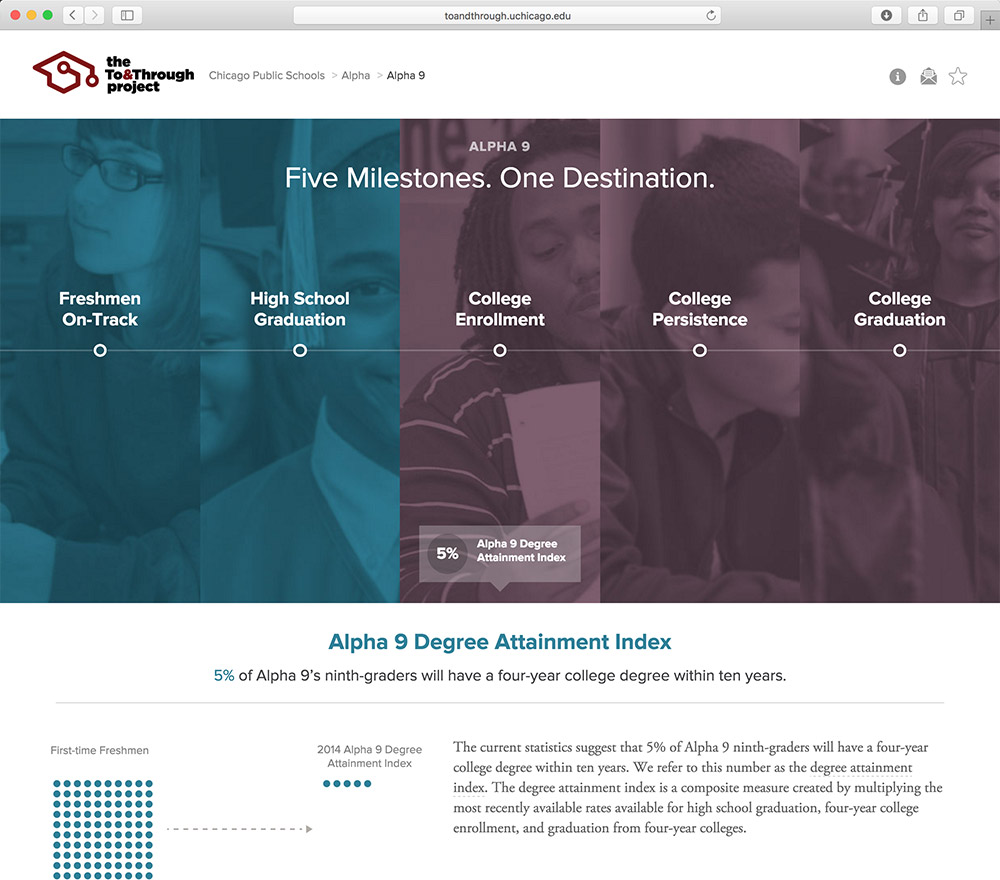 toandthrough.uchicago.edu
the
To&Through
project
Chicago Public Schools > Alpha > Alpha 9
ALPHA 9
Five Milestones. One Destination.
Freshmen
On-Track
High School
Graduation
College
Enrollment
College
Persistence
College
Graduation
5%
Alpha 9 Degree
Attainment Index
Alpha 9 Degree Attainment Index
5% of Alpha 9’s ninth-graders will have a four-year college degree within ten years.
First-time Freshmen
2014 Alpha 9 Degree
Attainment Index
The current statistics suggest that 5% of Alpha 9 ninth-graders will have a four-year
college degree within ten years. We refer to this number as the degree attainment
index. The degree attainment index is a composite measure created by multiplying the
most recently available rates available for high school graduation, four-year college
enrollment, and graduation from four-year colleges.